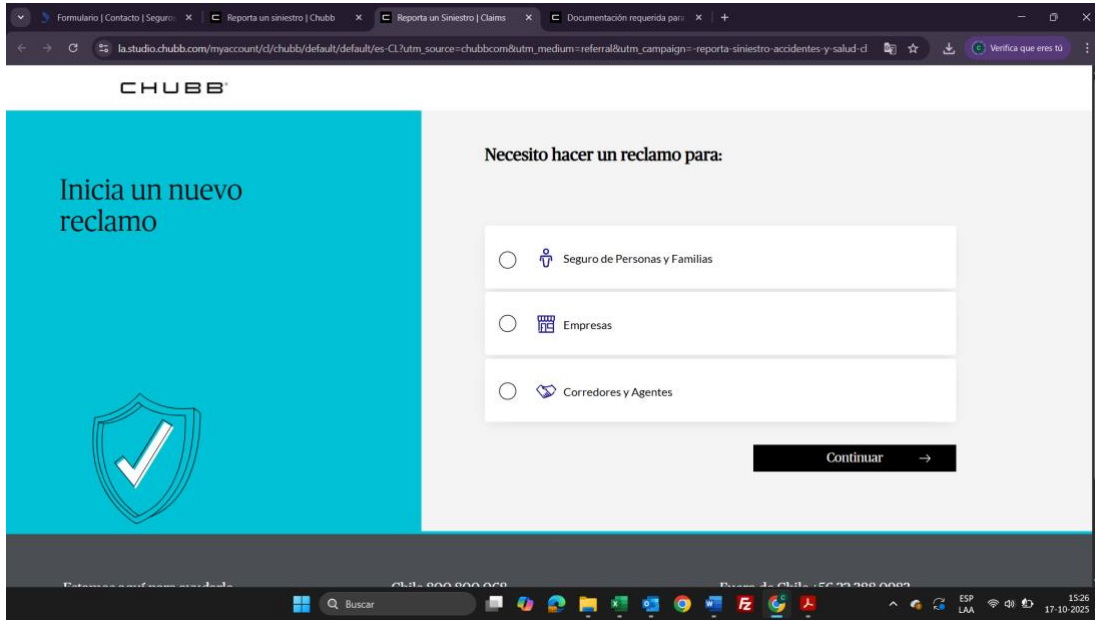 Formulario | Contacto | Seguro
Reporta un siniestro | Chubb
Reporta un Siniestro | Claims
Documentación requerida para
la.studio.chubb.com/myaccount/cl/chubb/default/default/es-CL?utm_source=chubbcom&utm_medium=referral&utm_campaign=-reporta-siniestro-accidentes-y-salud-cl
Verifica que eres tú
CHUBB
Necesito hacer un reclamo para:
Inicia un nuevo
reclamo
Seguro de Personas y Familias
Empresas
Corredores y Agentes
Continuar →
Buscar
ESP
LAA
15:26
17-10-2025